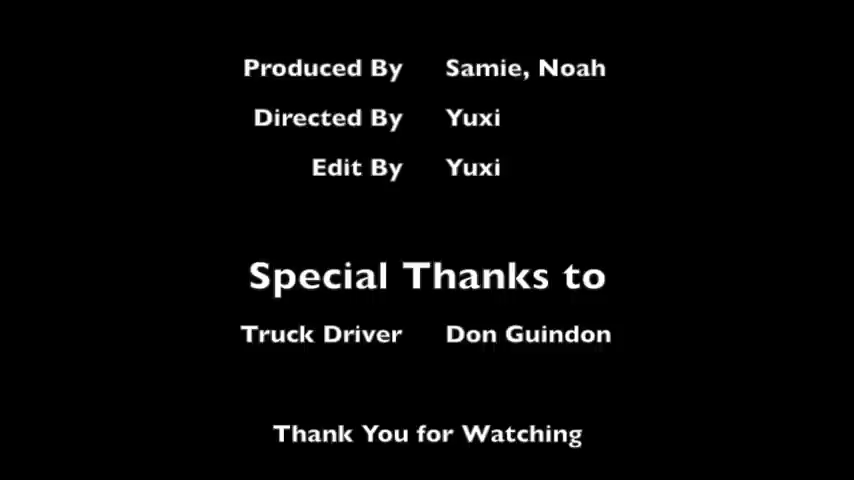 Produced By Samie, Noah
Directed By Yuxi
Edit By Yuxi
Special Thanks to
Truck Driver Don Guindon
Thank You for Watching